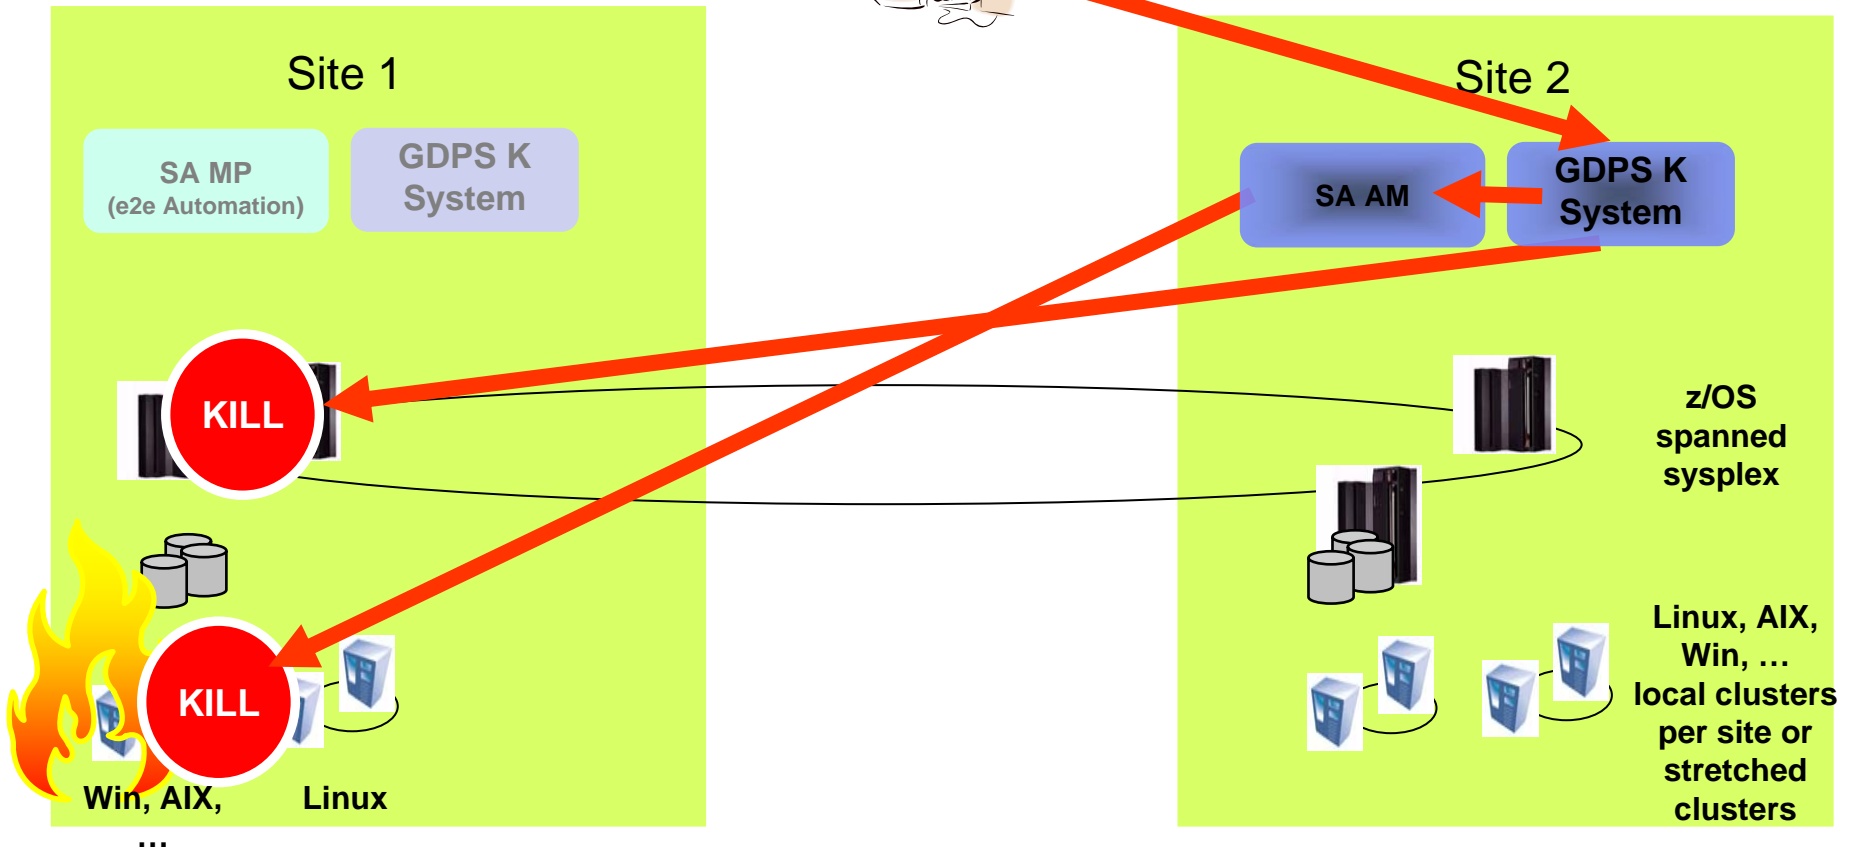 Site 1
SA MP
(e2e Automation)
GDPS K
System
KILL
KILL
Win, AIX,
...
Linux
Site 2
SA AM
GDPS K
System
z/OS
spanned
sysplex
Linux, AIX,
Win, …
local clusters
per site or
stretched
clusters